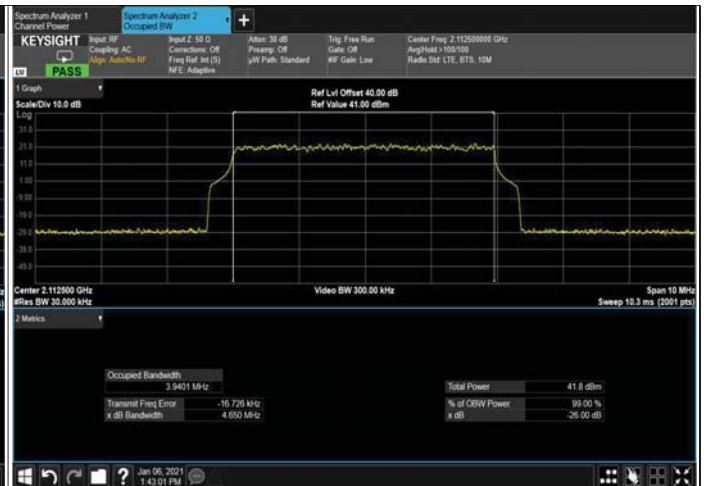 Spectrum Analyzer 1
Channel Power
Spectrum Analyzer 2
Occupied BW
KEYSIGHT
LV
PASS
Input: RF
Coupling: AC
Align: Auto/No RF
Input Z: 50 Ω
Corrections: Off
Freq Ref: Int (S)
NFE: Adaptive
Atten: 30 dB
Preamp: Off
µW Path: Standard
Trig: Free Run
Gate: Off
#IF Gain: Low
Center Freq: 2.112500000 GHz
Avg|Hold:>100/100
Radio Std: LTE, BTS, 10M
1 Graph
Scale/Div 10.0 dB
Ref Lvl Offset 40.00 dB
Ref Value 41.00 dBm
Log
31.0
21.0
11.0
1.00
-9.00
-19.0
-29.0
-39.0
-49.0
Center 2.112500 GHz
#Res BW 30.000 kHz
Video BW 300.00 kHz
Span 10 MHz
Sweep 10.3 ms (2001 pts)
2 Metrics
Occupied Bandwidth
3.9401 MHz
Transmit Freq Error -16.726 kHz
x dB Bandwidth 4.650 MHz
Total Power 41.8 dBm
% of OBW Power 99.00 %
x dB -26.00 dB
?
Jan 06, 2021
1:43:01 PM